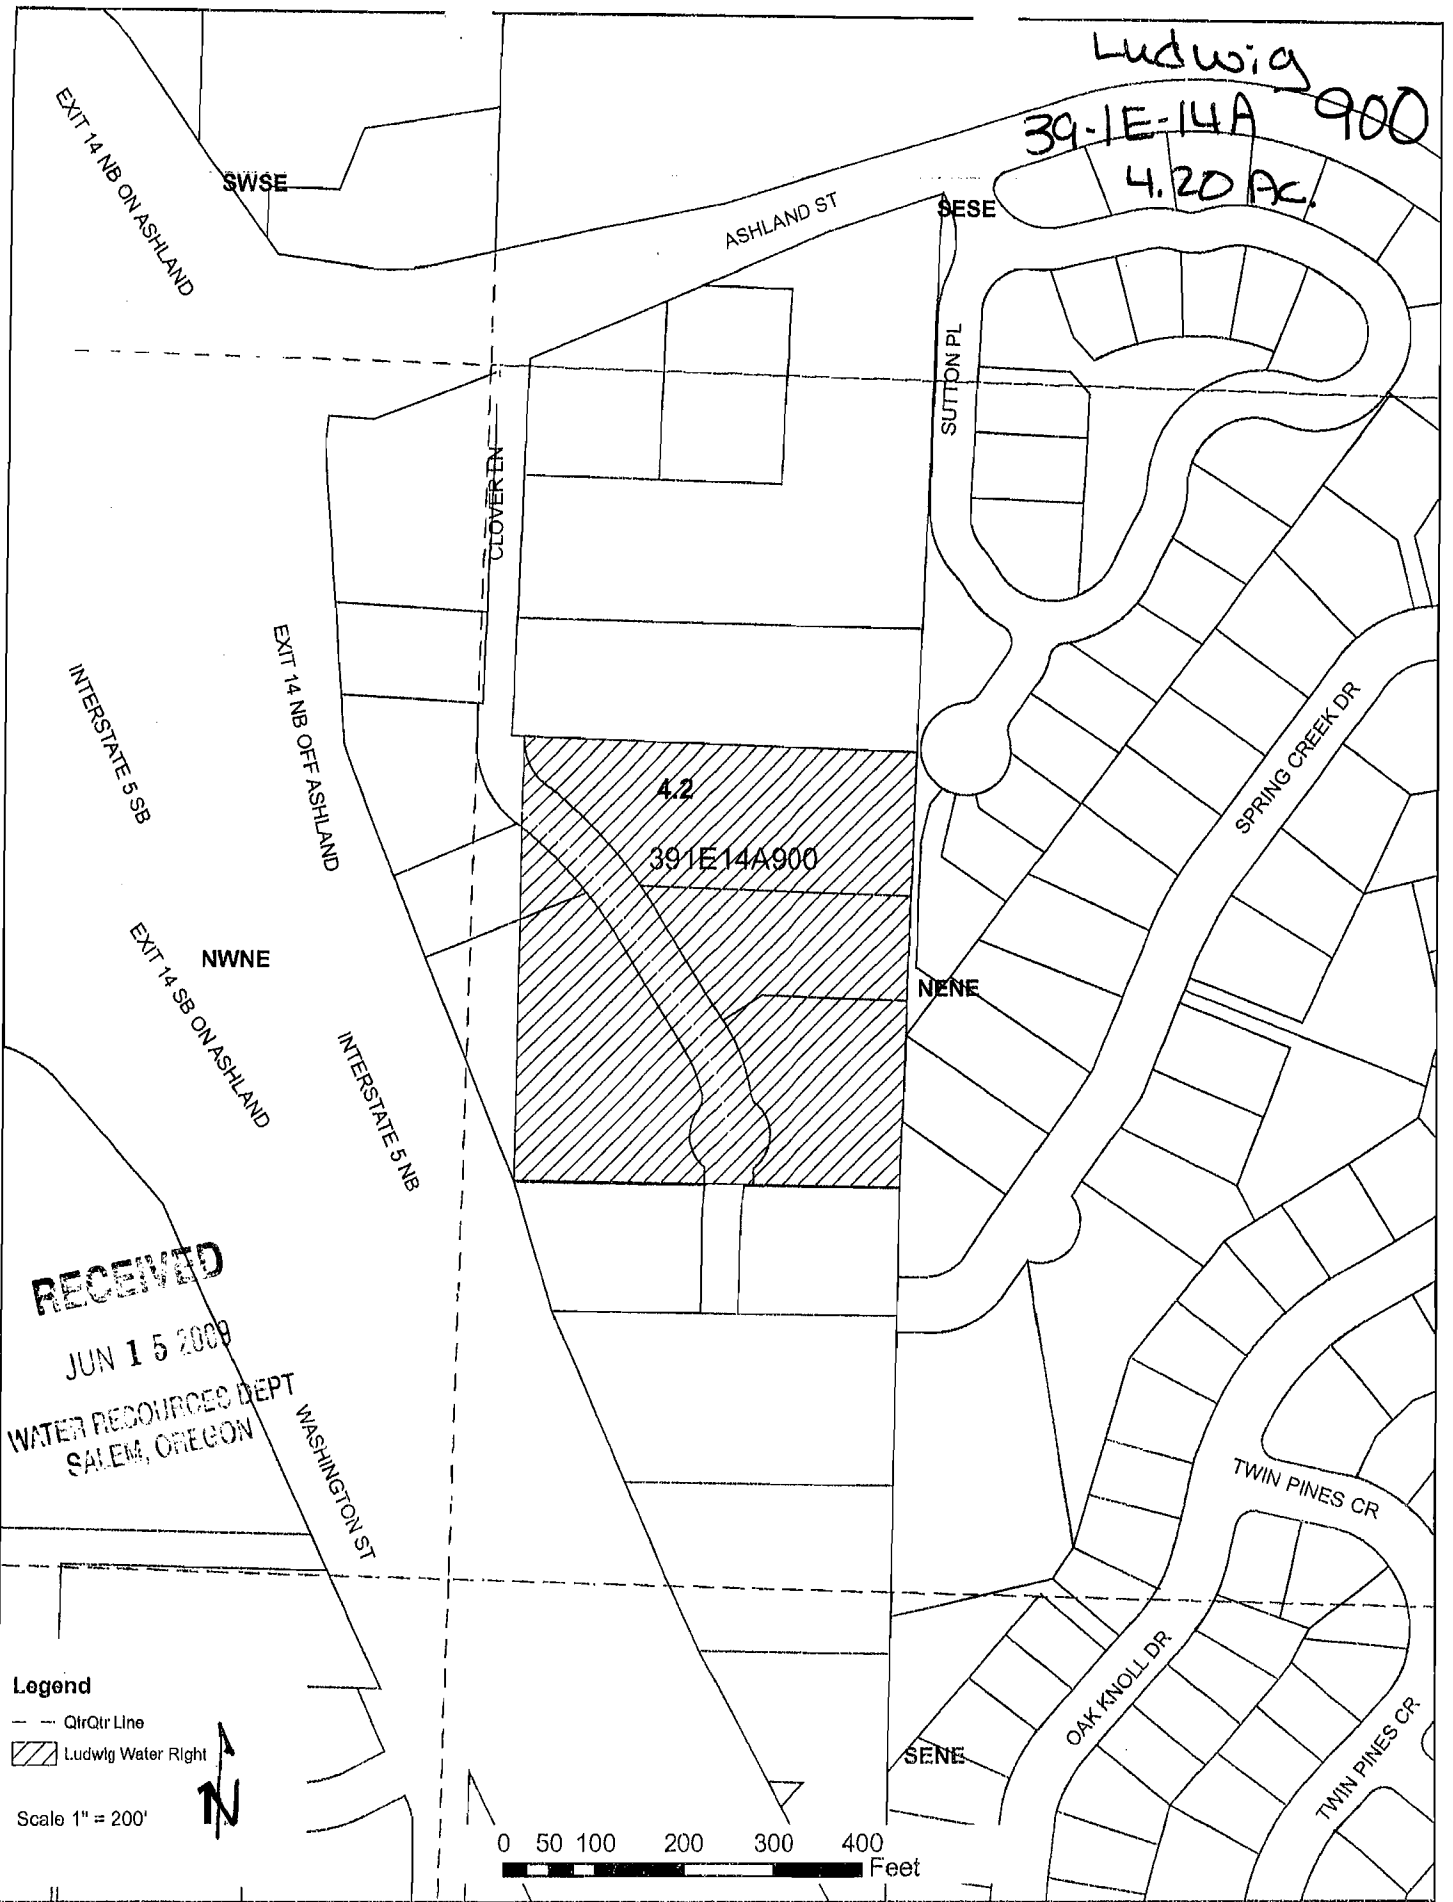 Ludwig
39-1E-14A 900
4.20 Ac.
EXIT 14 NB ON ASHLAND
SWSE
ASHLAND ST
SESE
SUTTON PL
CLOVER LN
INTERSTATE 5 SB
EXIT 14 NB OFF ASHLAND
SPRING CREEK DR
4.2
391E14A900
EXIT 14 SB ON ASHLAND
NWNE
NENE
INTERSTATE 5 NB
RECEIVED
JUN 15 2009
WATER RESOURCES DEPT
SALEM, OREGON
WASHINGTON ST
TWIN PINES CR
OAK KNOLL DR
TWIN PINES CR
SENE
Legend
QtrQtr Line
Ludwig Water Right
N
Scale 1" = 200'
0 50 100 200 300 400
Feet